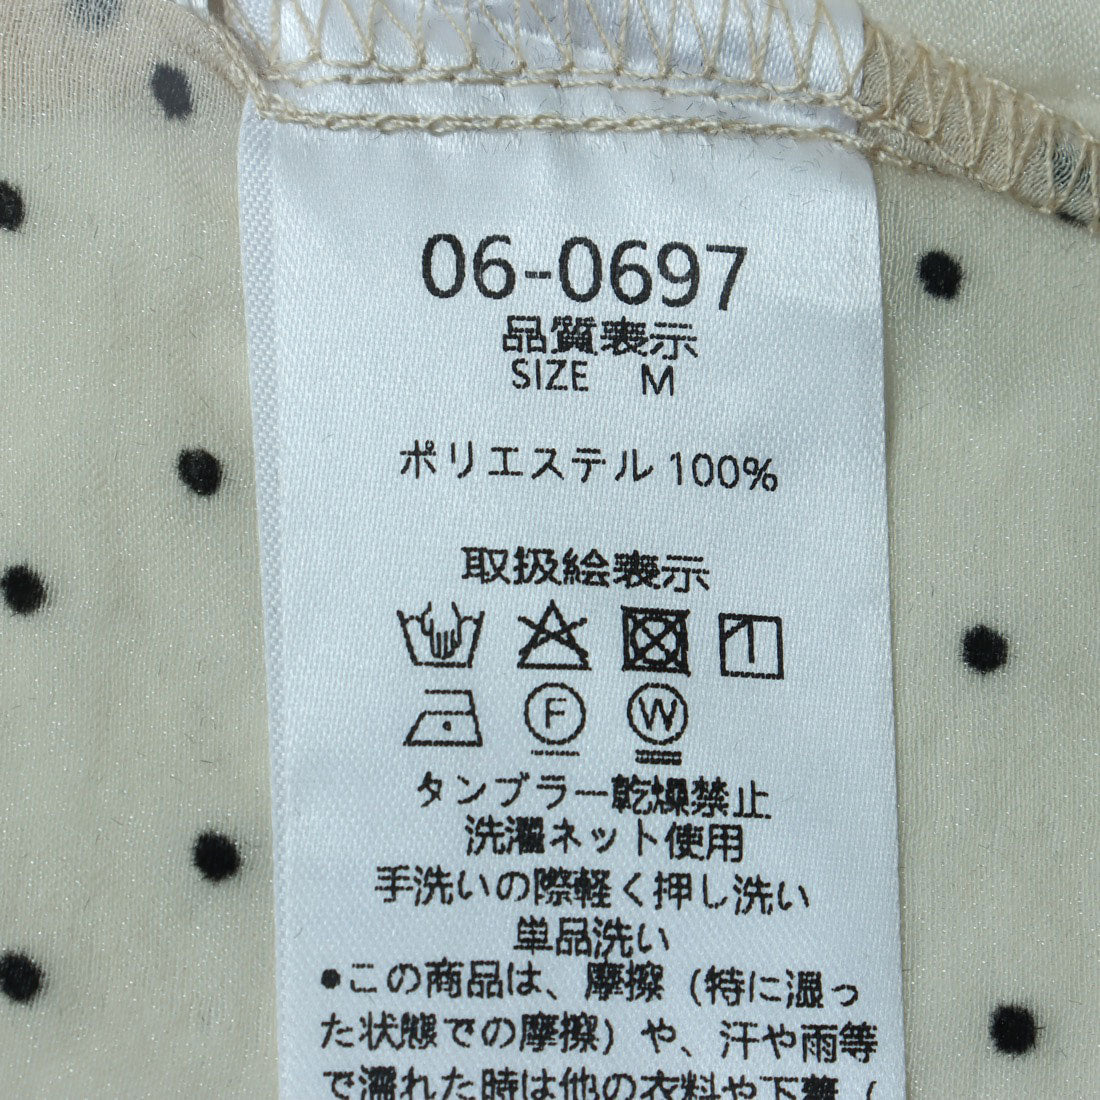 06-0697
品質表示
SIZE M
ポリエステル 100%
取扱絵表示
F W
タンブラー乾燥禁止
洗濯ネット使用
手洗いの際軽く押し洗い
単品洗い
●この商品は、摩擦（特に湿っ
た状態での摩擦）や、汗や雨等
で濡れた時は他の衣料や下着（